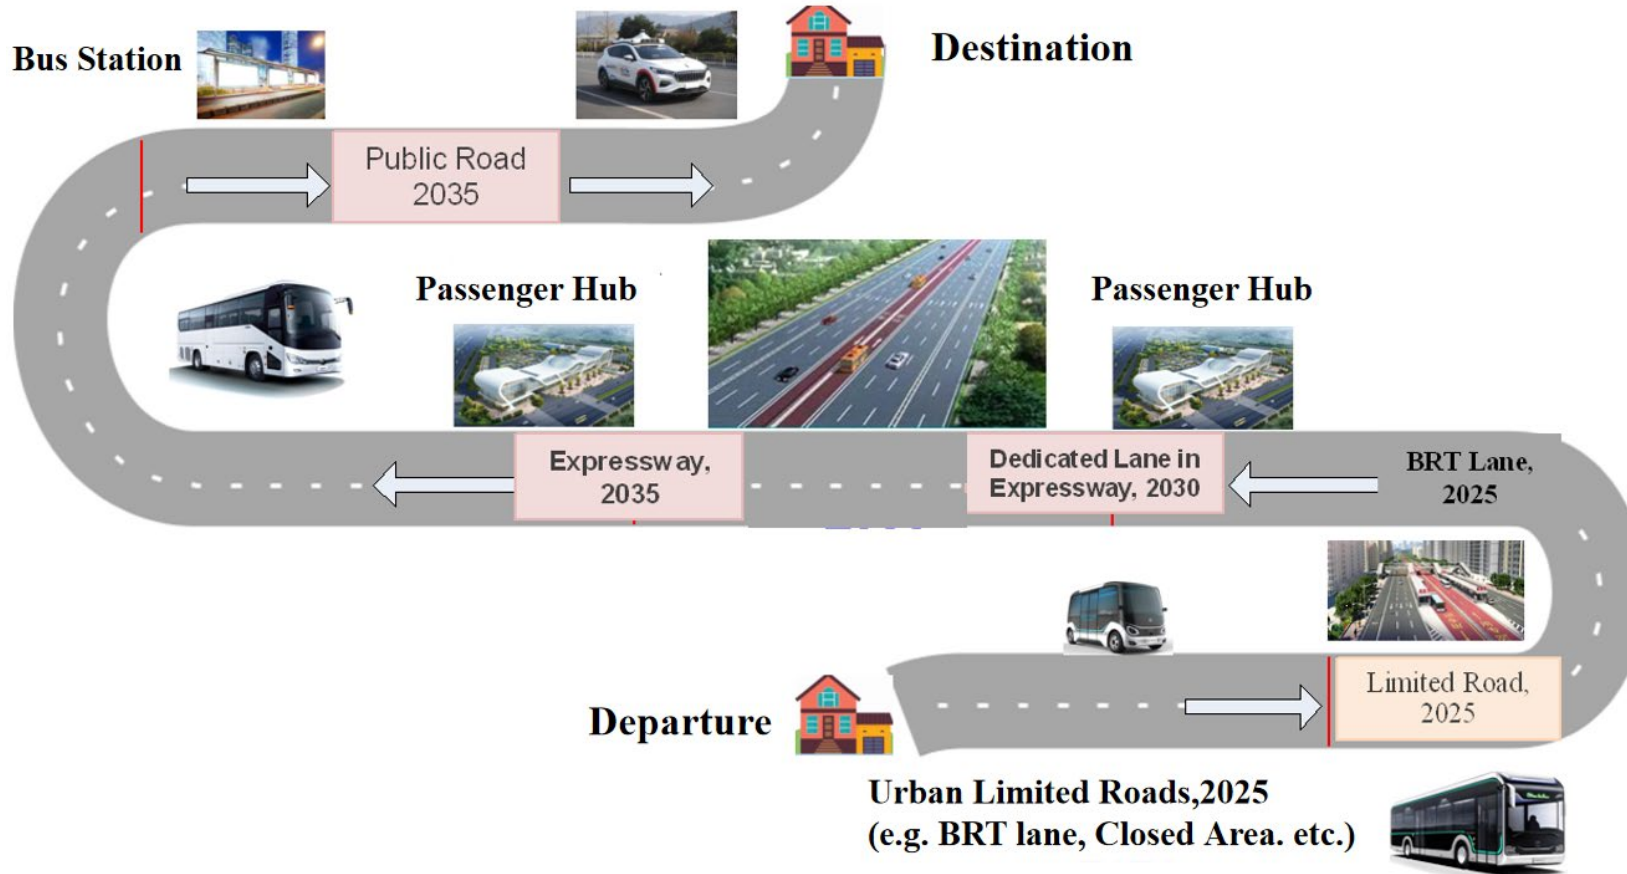 Bus Station
Destination
Public Road
2035
Passenger Hub
Passenger Hub
Expressway,
2035
Dedicated Lane in
Expressway, 2030
BRT Lane,
2025
Limited Road,
2025
Departure
Urban Limited Roads,2025
(e.g. BRT lane, Closed Area. etc.)